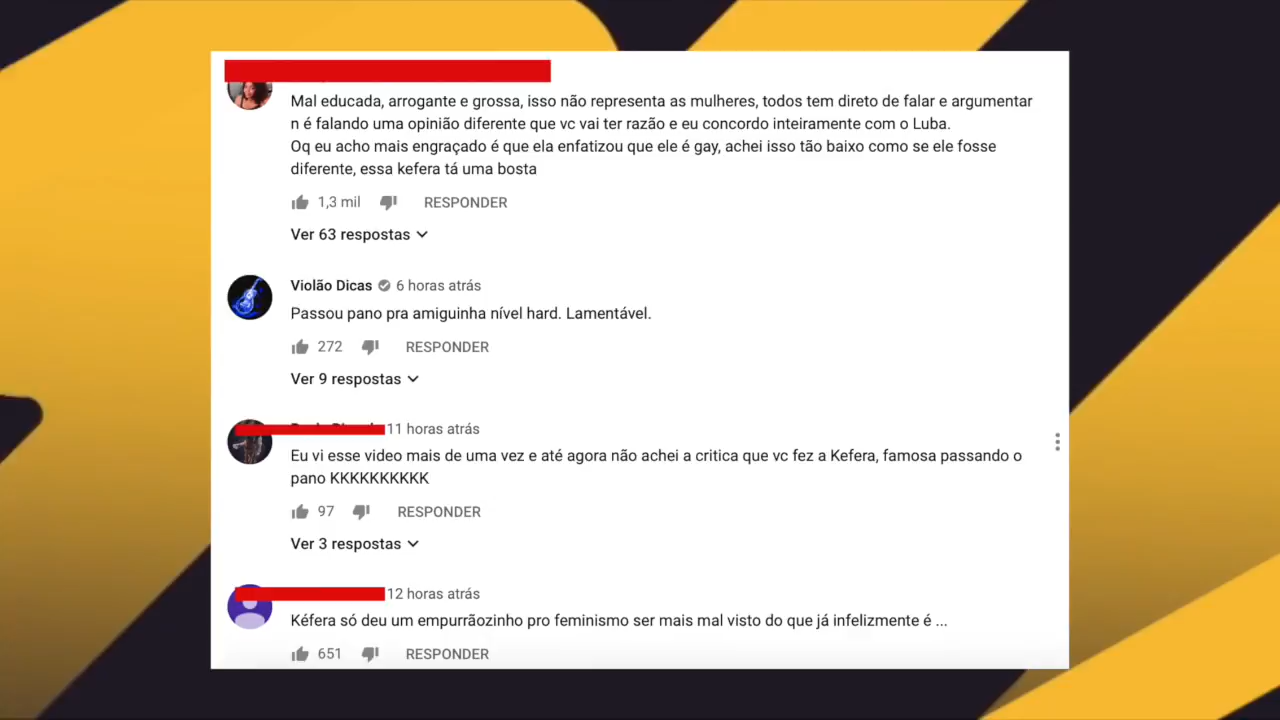 Mal educada, arrogante e grossa, isso não representa as mulheres, todos tem direto de falar e argumentar
n é falando uma opinião diferente que vc vai ter razão e eu concordo inteiramente com o Luba.
Oq eu acho mais engraçado é que ela enfatizou que ele é gay, achei isso tão baixo como se ele fosse
diferente, essa kefera tá uma bosta
1,3 mil RESPONDER
Ver 63 respostas
Violão Dicas 6 horas atrás
Passou pano pra amiguinha nível hard. Lamentável.
272 RESPONDER
Ver 9 respostas
11 horas atrás
Eu vi esse video mais de uma vez e até agora não achei a critica que vc fez a Kefera, famosa passando o
pano KKKKKKKKKK
97 RESPONDER
Ver 3 respostas
12 horas atrás
Kéfera só deu um empurrãozinho pro feminismo ser mais mal visto do que já infelizmente é ...
651 RESPONDER